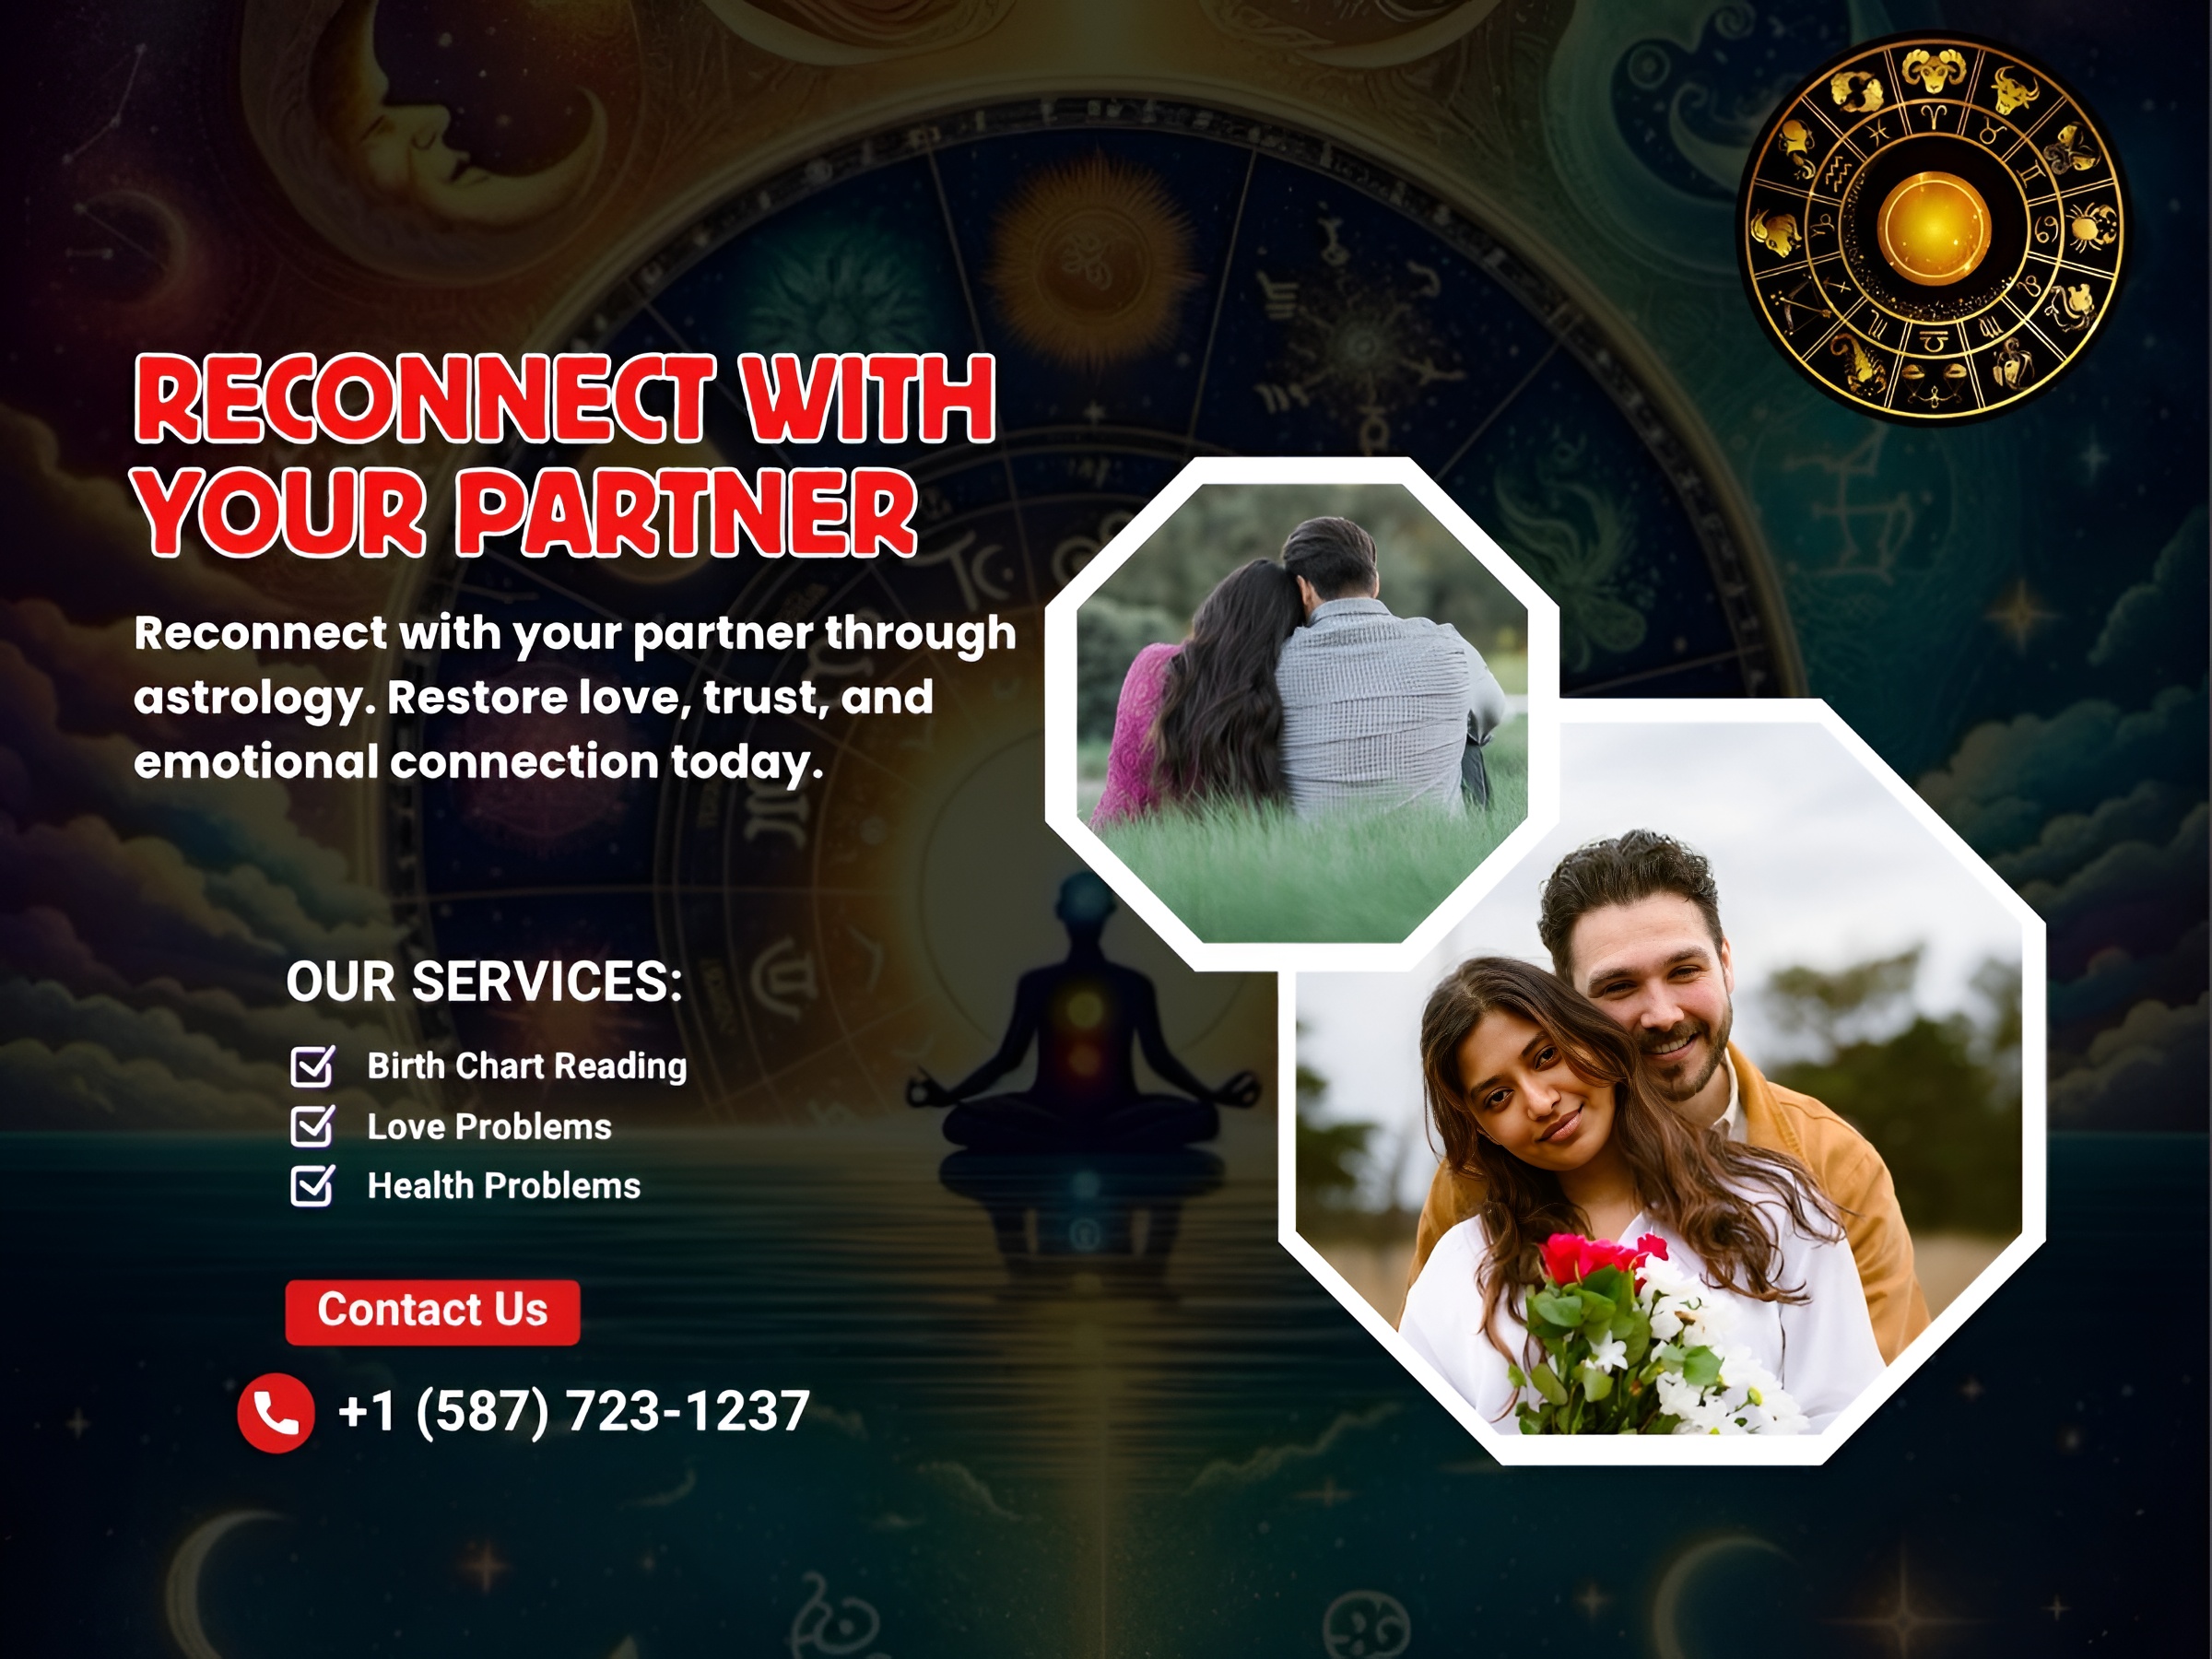 RECONNECT WITH
YOUR PARTNER
Reconnect with your partner through
astrology. Restore love, trust, and
emotional connection today.
OUR SERVICES:
Birth Chart Reading
Love Problems
Health Problems
Contact Us
+1 (587) 723-1237